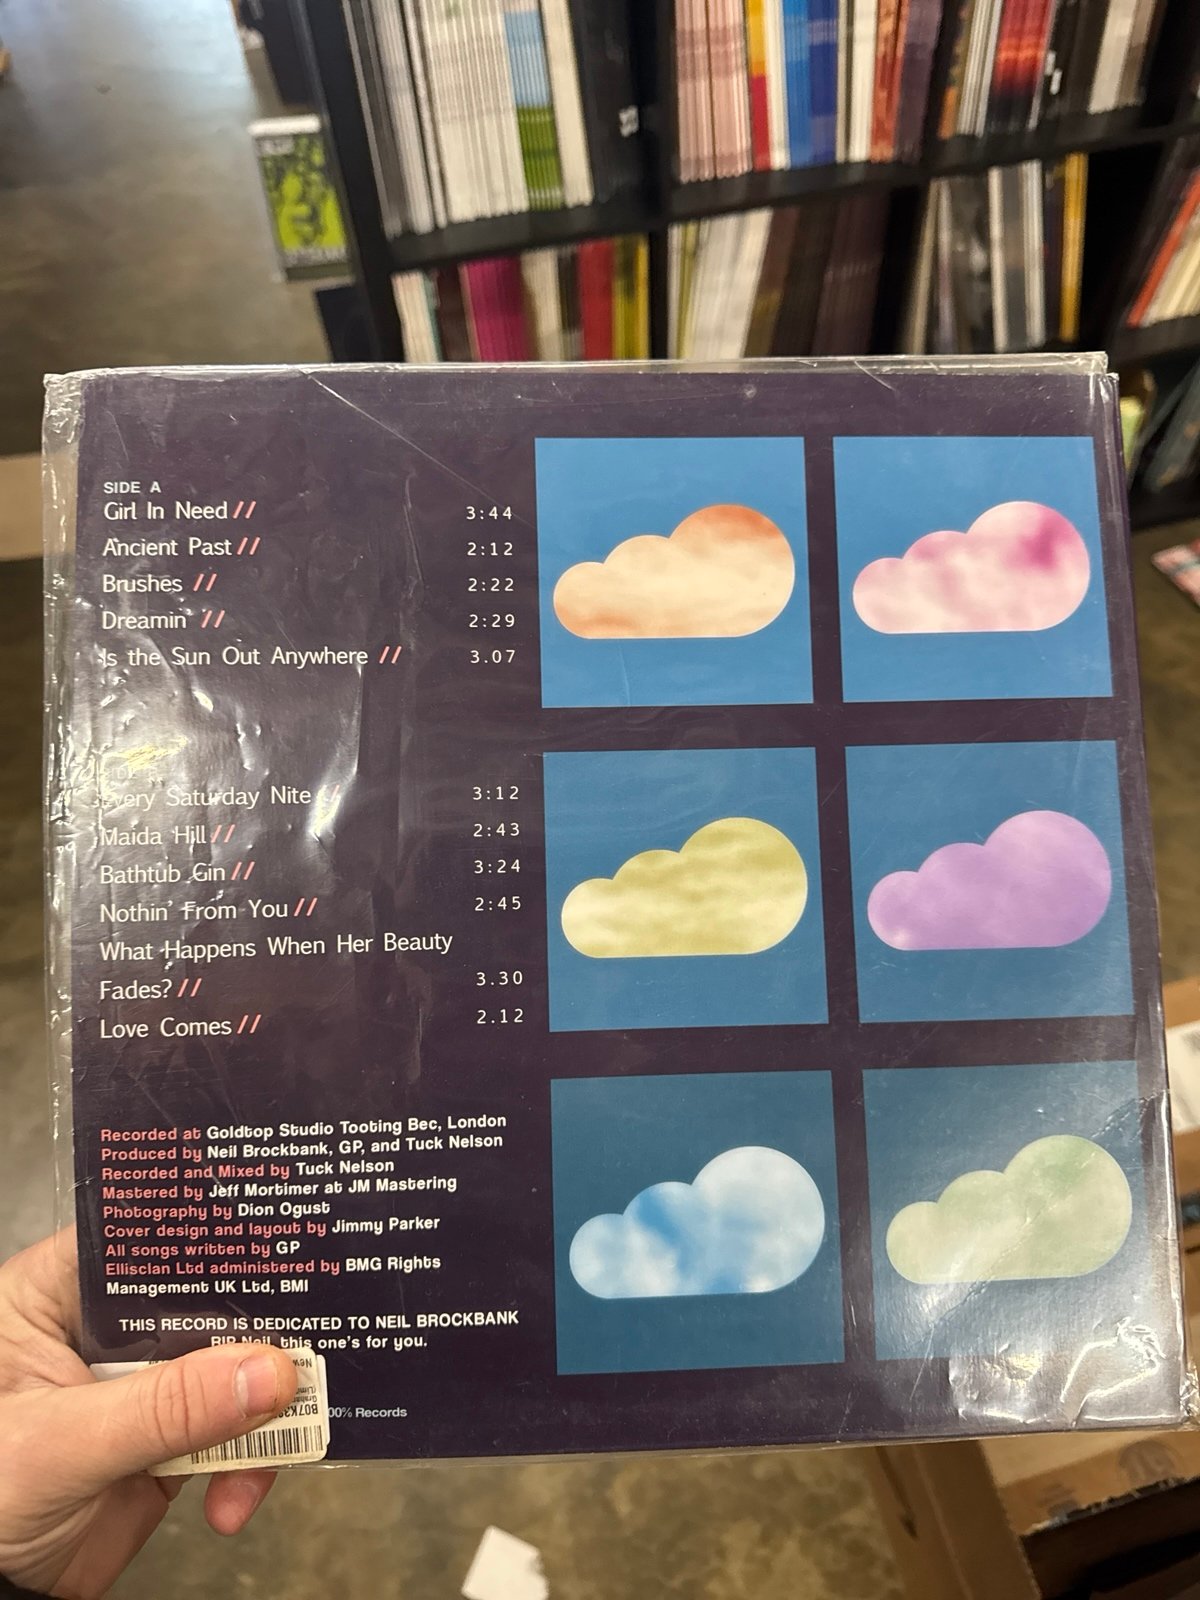 SIDE A
Girl In Need // 3:44
Ancient Past // 2:12
Brushes // 2:22
Dreamin' // 2:29
Is the Sun Out Anywhere // 3.07
Every Saturday Nite // 3:12
Maida Hill // 2:43
Bathtub Gin // 3:24
Nothin' From You // 2:45
What Happens When Her Beauty
Fades? // 3.30
Love Comes // 2.12
Recorded at Goldtop Studio Tooting Bec, London
Produced by Neil Brockbank, GP, and Tuck Nelson
Recorded and Mixed by Tuck Nelson
Mastered by Jeff Mortimer at JM Mastering
Photography by Dion Ogust
Cover design and layout by Jimmy Parker
All songs written by GP
Ellisclan Ltd administered by BMG Rights
Management UK Ltd, BMI
THIS RECORD IS DEDICATED TO NEIL BROCKBANK
RIP Neil this one's for you.
00% Records
New
B07K3